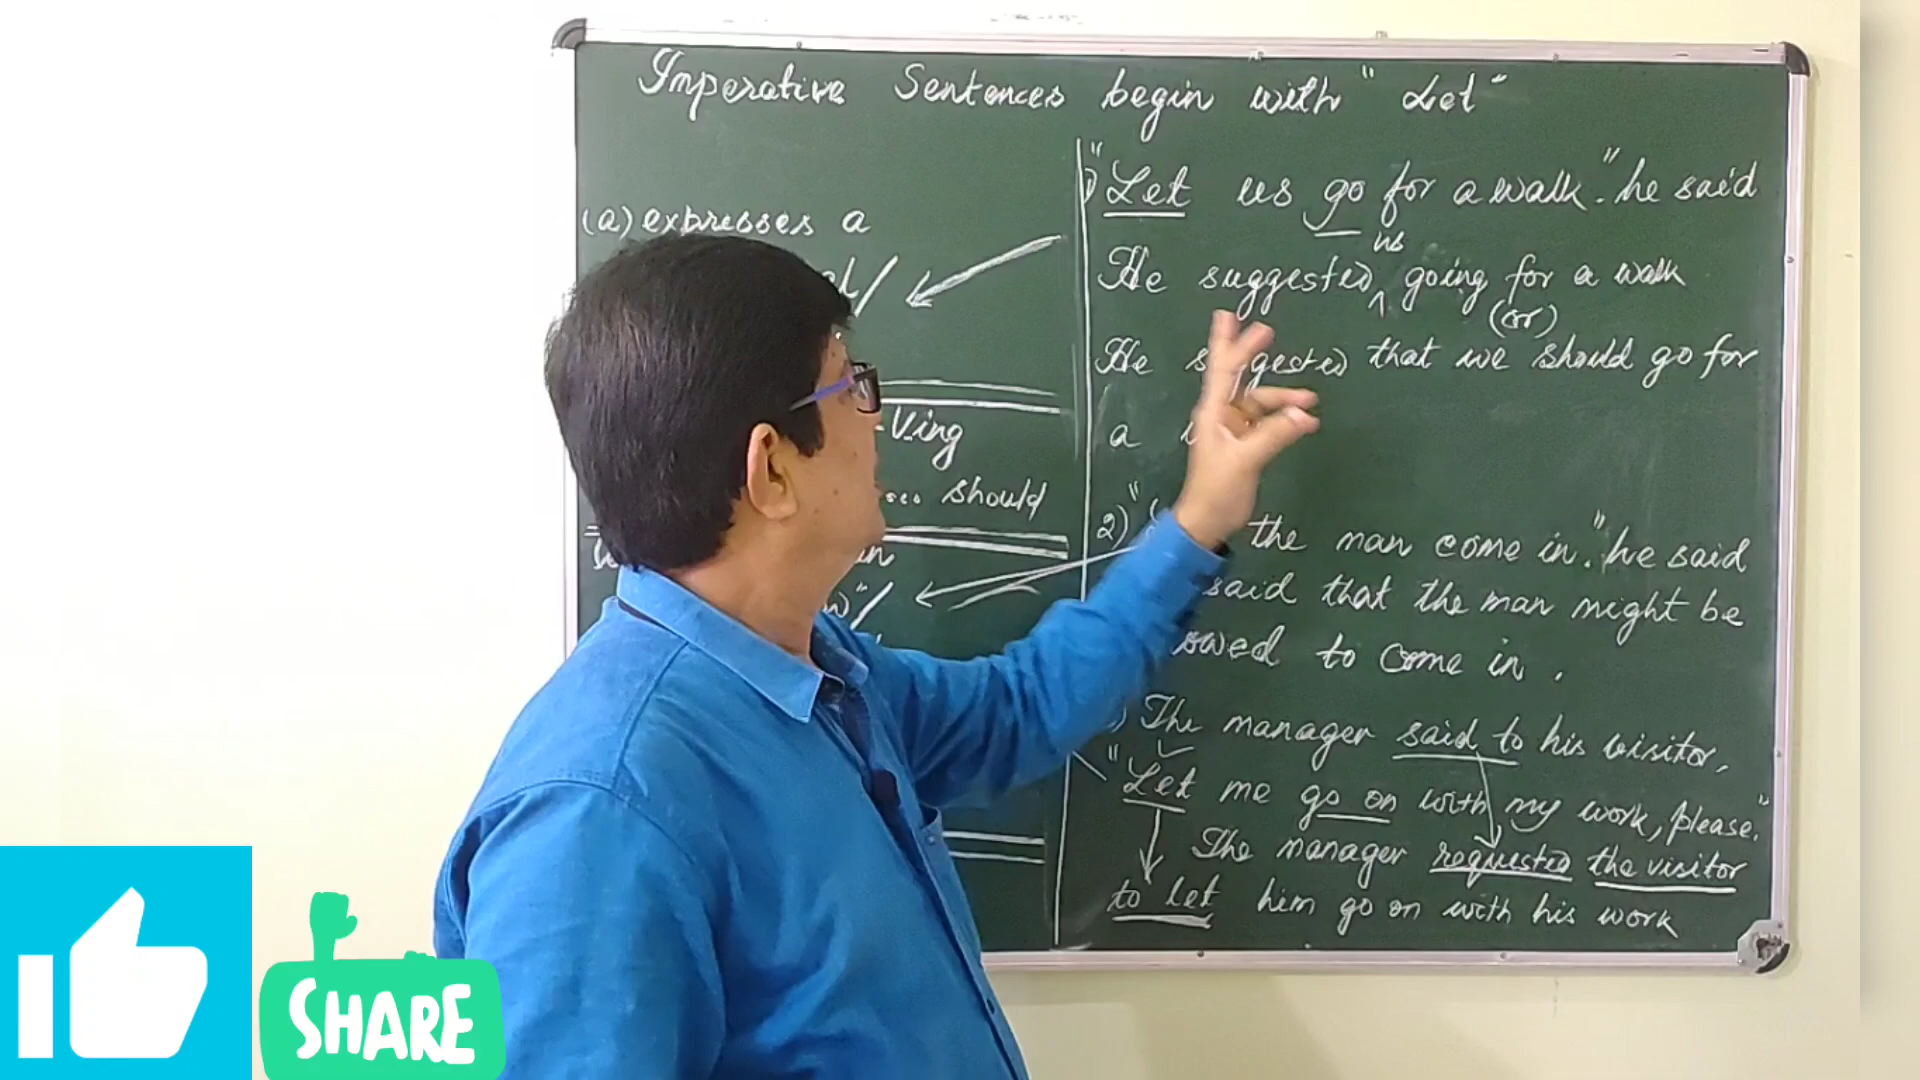 Imperative Sentences begin with "Let"
(a) expresses a
-Ving
... should
"
1) Let us go for a walk." he said
us
He suggested ^ going for a walk
(or)
He suggested that we should go for
a
2) " the man come in." he said
said that the man might be
to come in.
) The manager said to his visitor,
"Let me go on with my work, please."
The manager requested the visitor
to let him go on with his work
SHARE